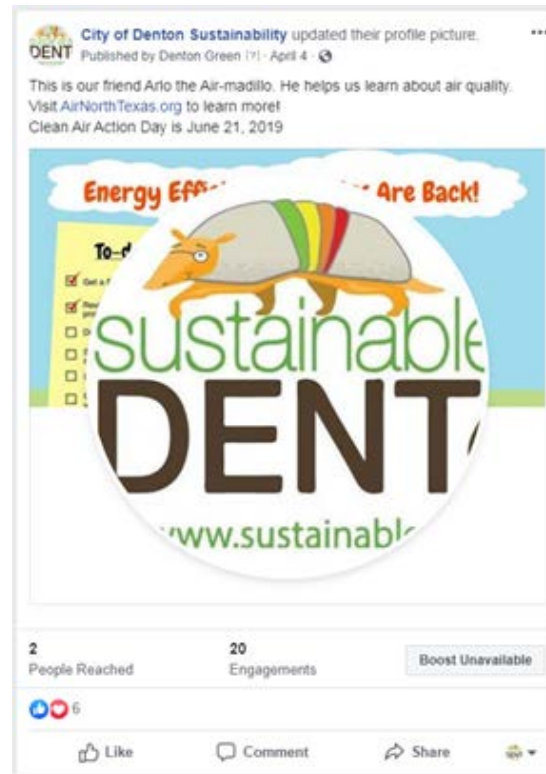 City of Denton Sustainability updated their profile picture.
Published by Denton Green [?] · April 4 ·
This is our friend Arlo the Air-madillo. He helps us learn about air quality.
Visit AirNorthTexas.org to learn more!
Clean Air Action Day is June 21, 2019
Energy Are Back!
To-d
Get a
sustainable
DENT
www.sustainable
2
People Reached
20
Engagements
Boost Unavailable
6
Like
Comment
Share